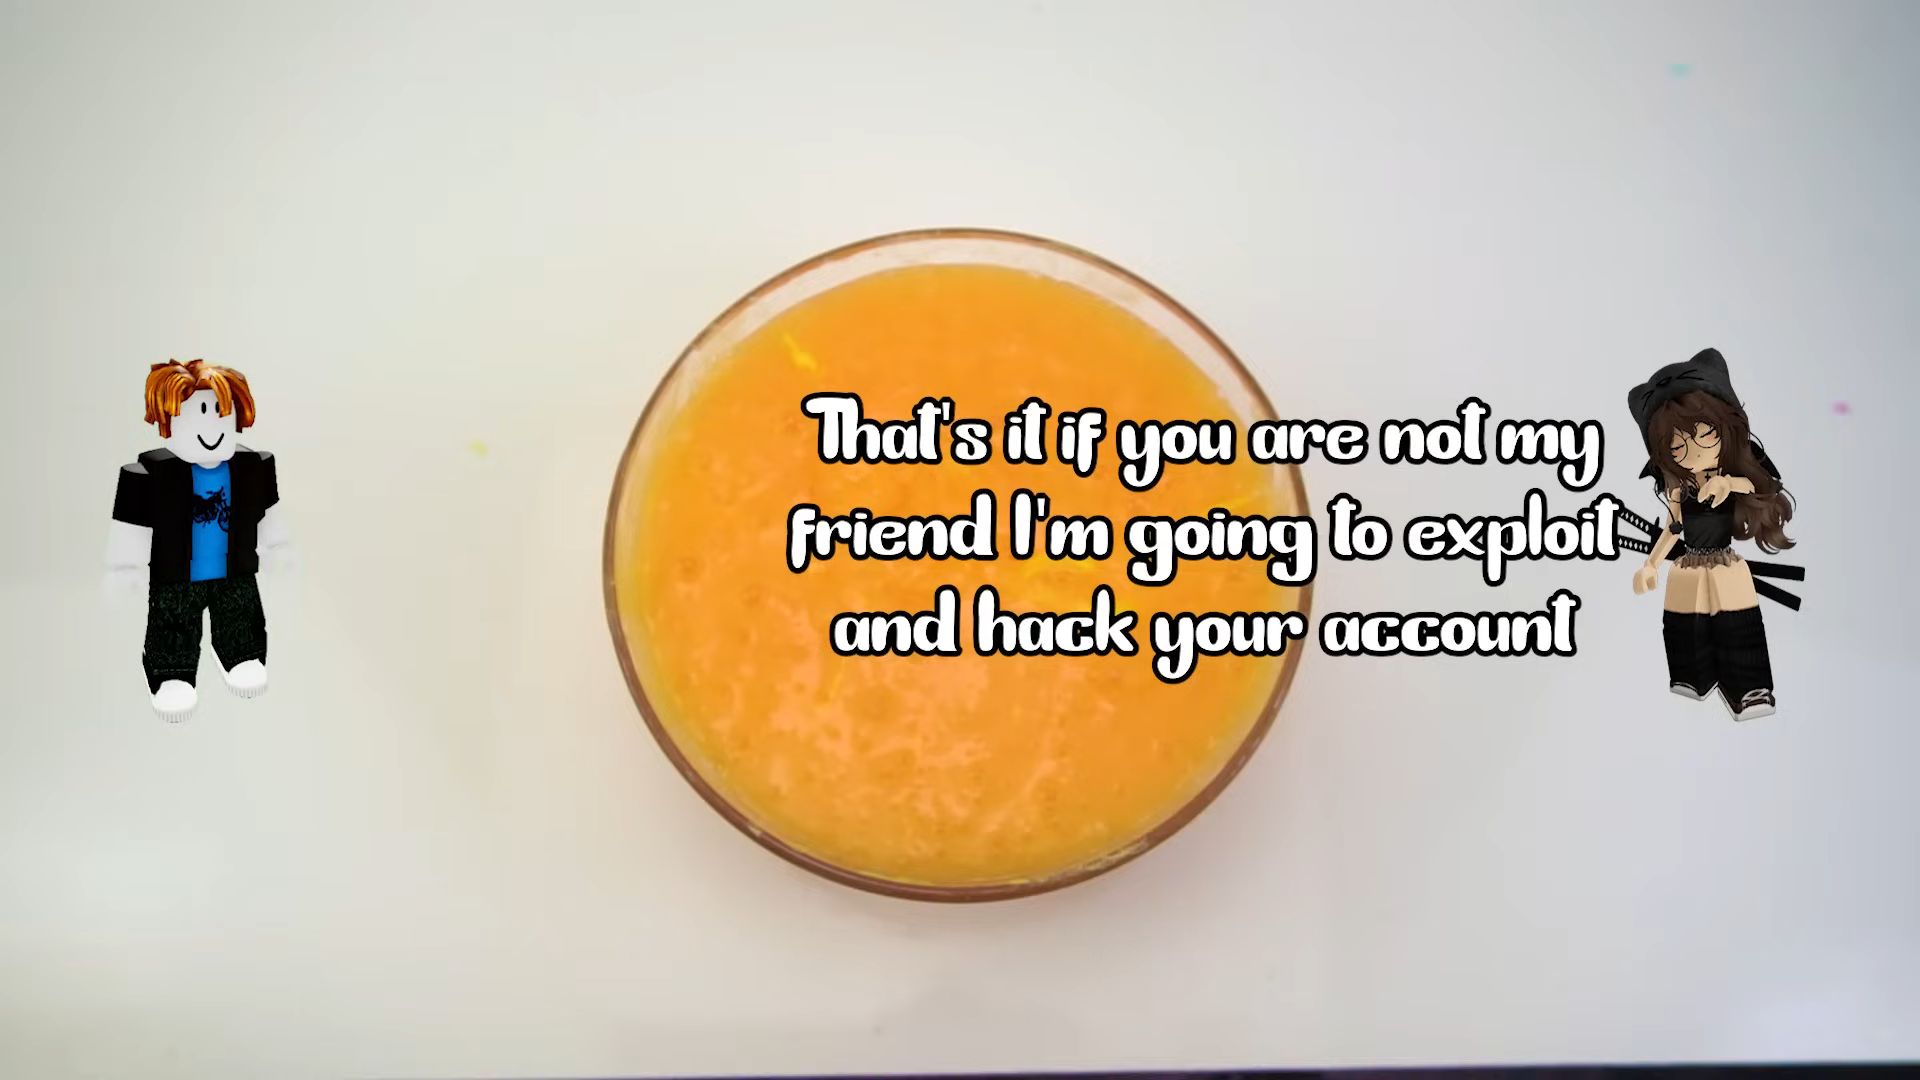 That's it if you are not my
friend I'm going to exploit
and hack your account